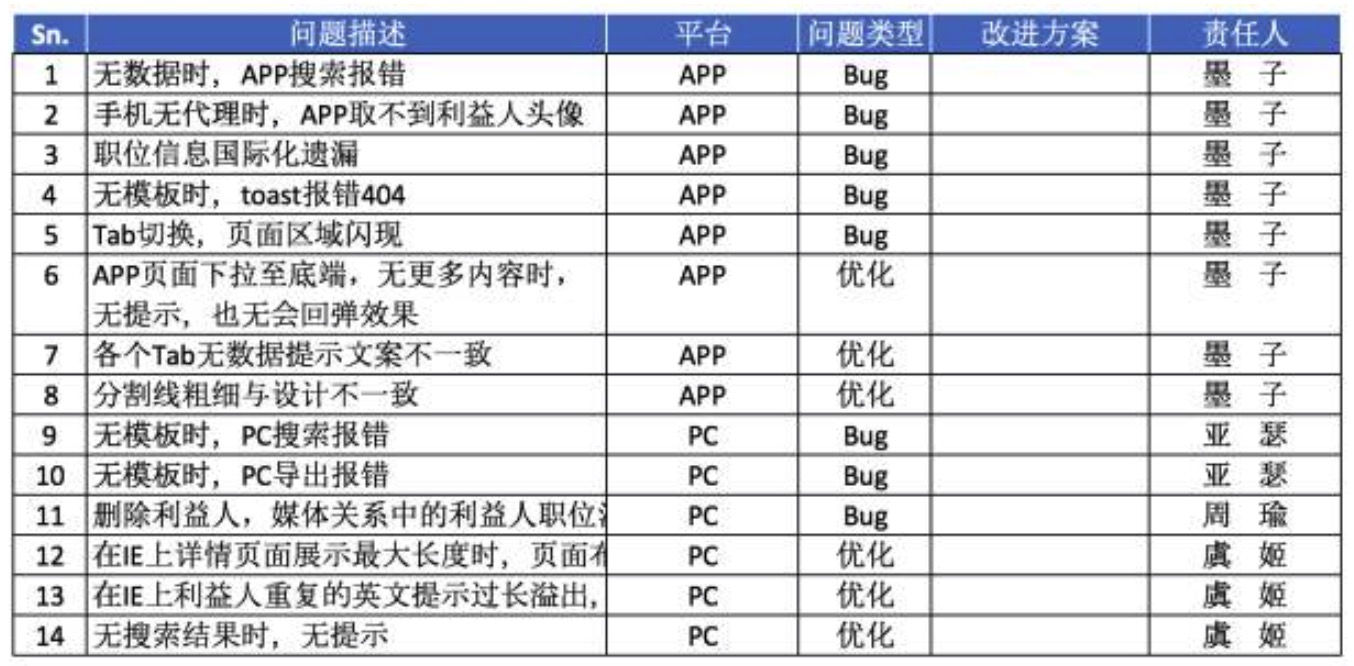 Sn. 问题描述 平台 问题类型 改进方案 责任人
1 无数据时，APP搜索报错 APP Bug 墨 子
2 手机无代理时，APP取不到利益人头像 APP Bug 墨 子
3 职位信息国际化遗漏 APP Bug 墨 子
4 无模板时，toast报错404 APP Bug 墨 子
5 Tab切换，页面区域闪现 APP Bug 墨 子
6 APP页面下拉至底端，无更多内容时， APP 优化 墨 子
无提示，也无会回弹效果
7 各个Tab无数据提示文案不一致 APP 优化 墨 子
8 分割线粗细与设计不一致 APP 优化 墨 子
9 无模板时，PC搜索报错 PC Bug 亚 瑟
10 无模板时，PC导出报错 PC Bug 亚 瑟
11 删除利益人，媒体关系中的利益人职位 PC Bug 周 瑜
12 在IE上详情页面展示最大长度时，页面 PC 优化 虞 姬
13 在IE上利益人重复的英文提示过长溢出， PC 优化 虞 姬
14 无搜索结果时，无提示 PC 优化 虞 姬